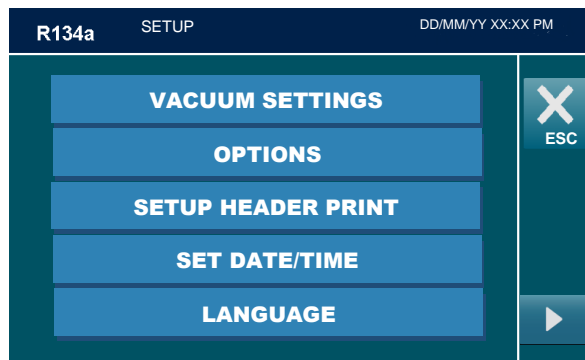 R134a SETUP DD/MM/YY XX:XX PM
VACUUM SETTINGS
ESC
OPTIONS
SETUP HEADER PRINT
SET DATE/TIME
LANGUAGE